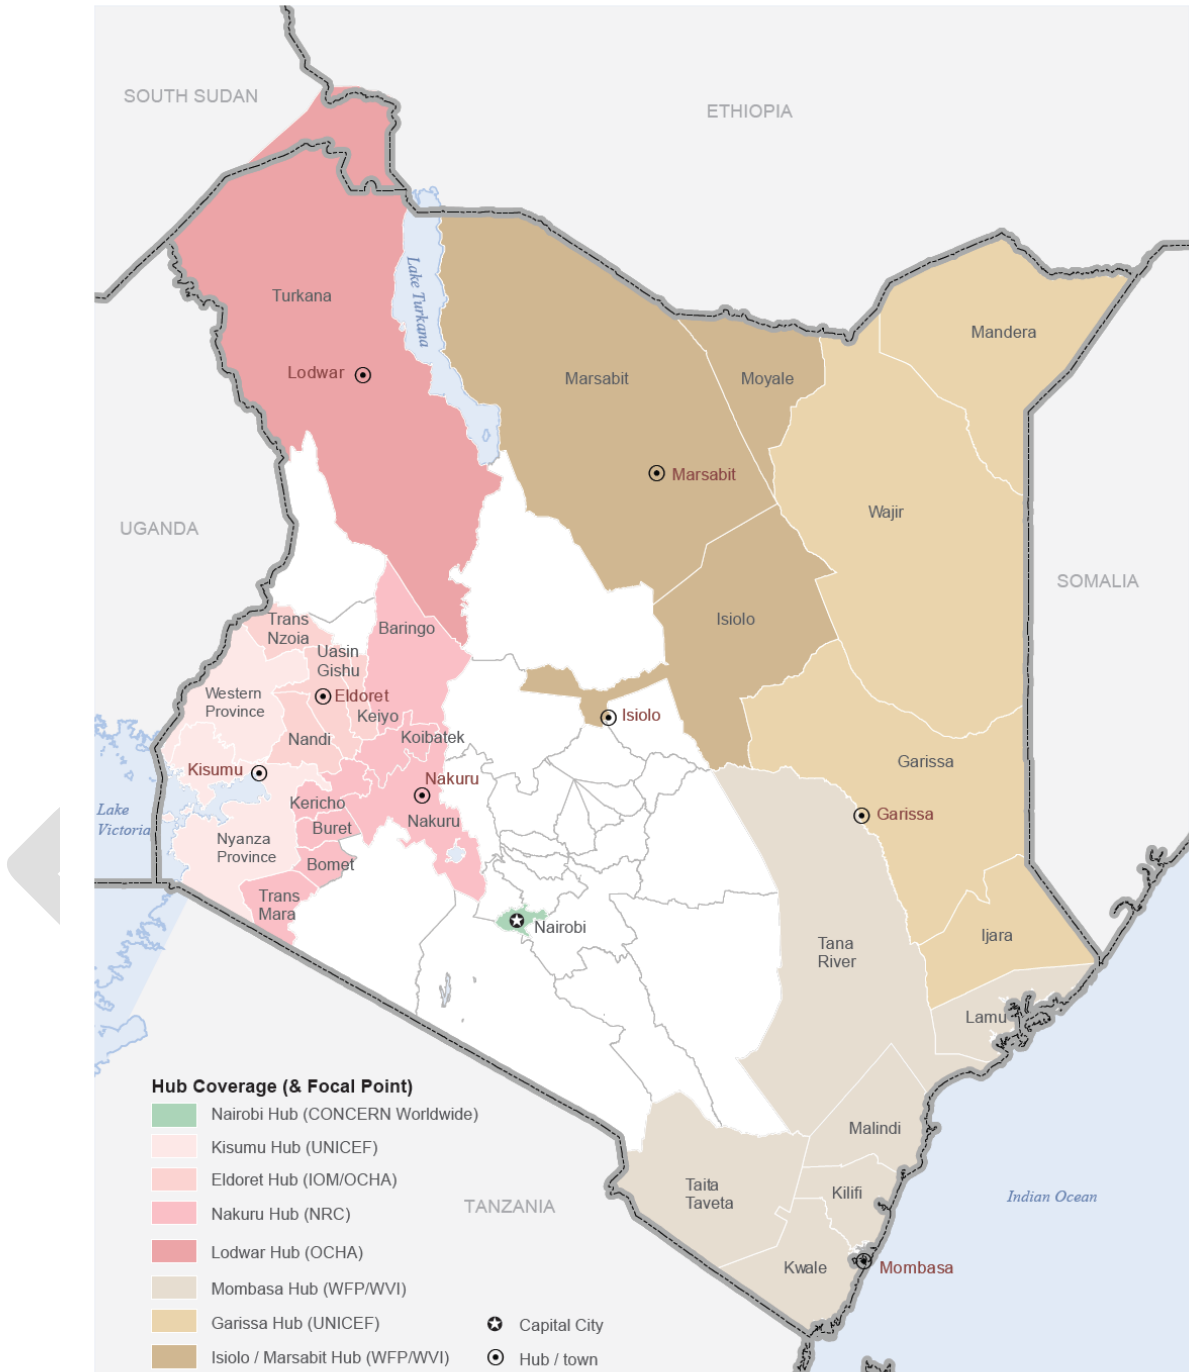 SOUTH SUDAN
ETHIOPIA
Lake Turkana
Turkana
Mandera
Lodwar
Marsabit
Moyale
Marsabit
Wajir
UGANDA
SOMALIA
Trans
Nzoia
Baringo
Isiolo
Uasin
Gishu
Western
Province
Eldoret
Keiyo
Isiolo
Nandi
Koibatek
Garissa
Kisumu
Nakuru
Kericho
Lake
Victoria
Buret
Nakuru
Garissa
Nyanza
Province
Bomet
Trans
Mara
Nairobi
Tana
River
Ijara
Lamu
Malindi
Taita
Taveta
Kilifi
Indian Ocean
TANZANIA
Kwale
Mombasa
Hub Coverage (& Focal Point)
Nairobi Hub (CONCERN Worldwide)
Kisumu Hub (UNICEF)
Eldoret Hub (IOM/OCHA)
Nakuru Hub (NRC)
Lodwar Hub (OCHA)
Mombasa Hub (WFP/WVI)
Garissa Hub (UNICEF)
Isiolo / Marsabit Hub (WFP/WVI)
Capital City
Hub / town